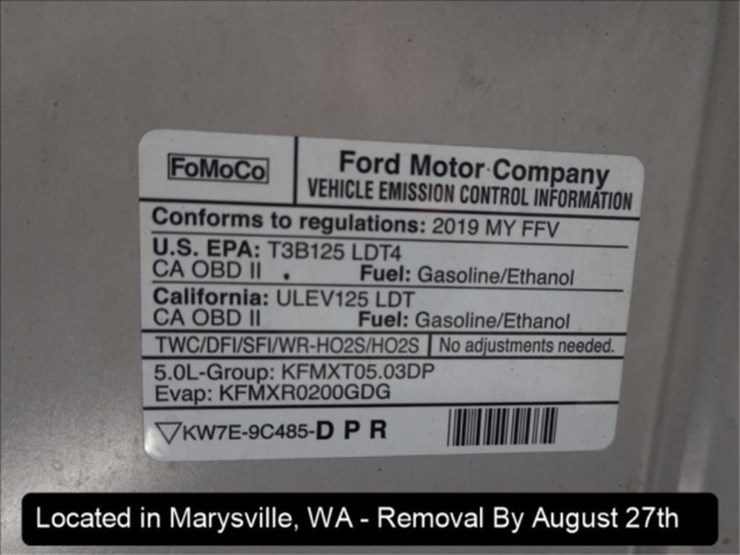 FoMoCo
Ford Motor Company
VEHICLE EMISSION CONTROL INFORMATION
Conforms to regulations: 2019 MY FFV
U.S. EPA: T3B125 LDT4
CA OBD II . Fuel: Gasoline/Ethanol
California: ULEV125 LDT
CA OBD II Fuel: Gasoline/Ethanol
TWC/DFI/SFI/WR-HO2S/HO2S No adjustments needed.
5.0L-Group: KFMXT05.03DP
Evap: KFMXR0200GDG
KW7E-9C485-D P R
Located in Marysville, WA - Removal By August 27th